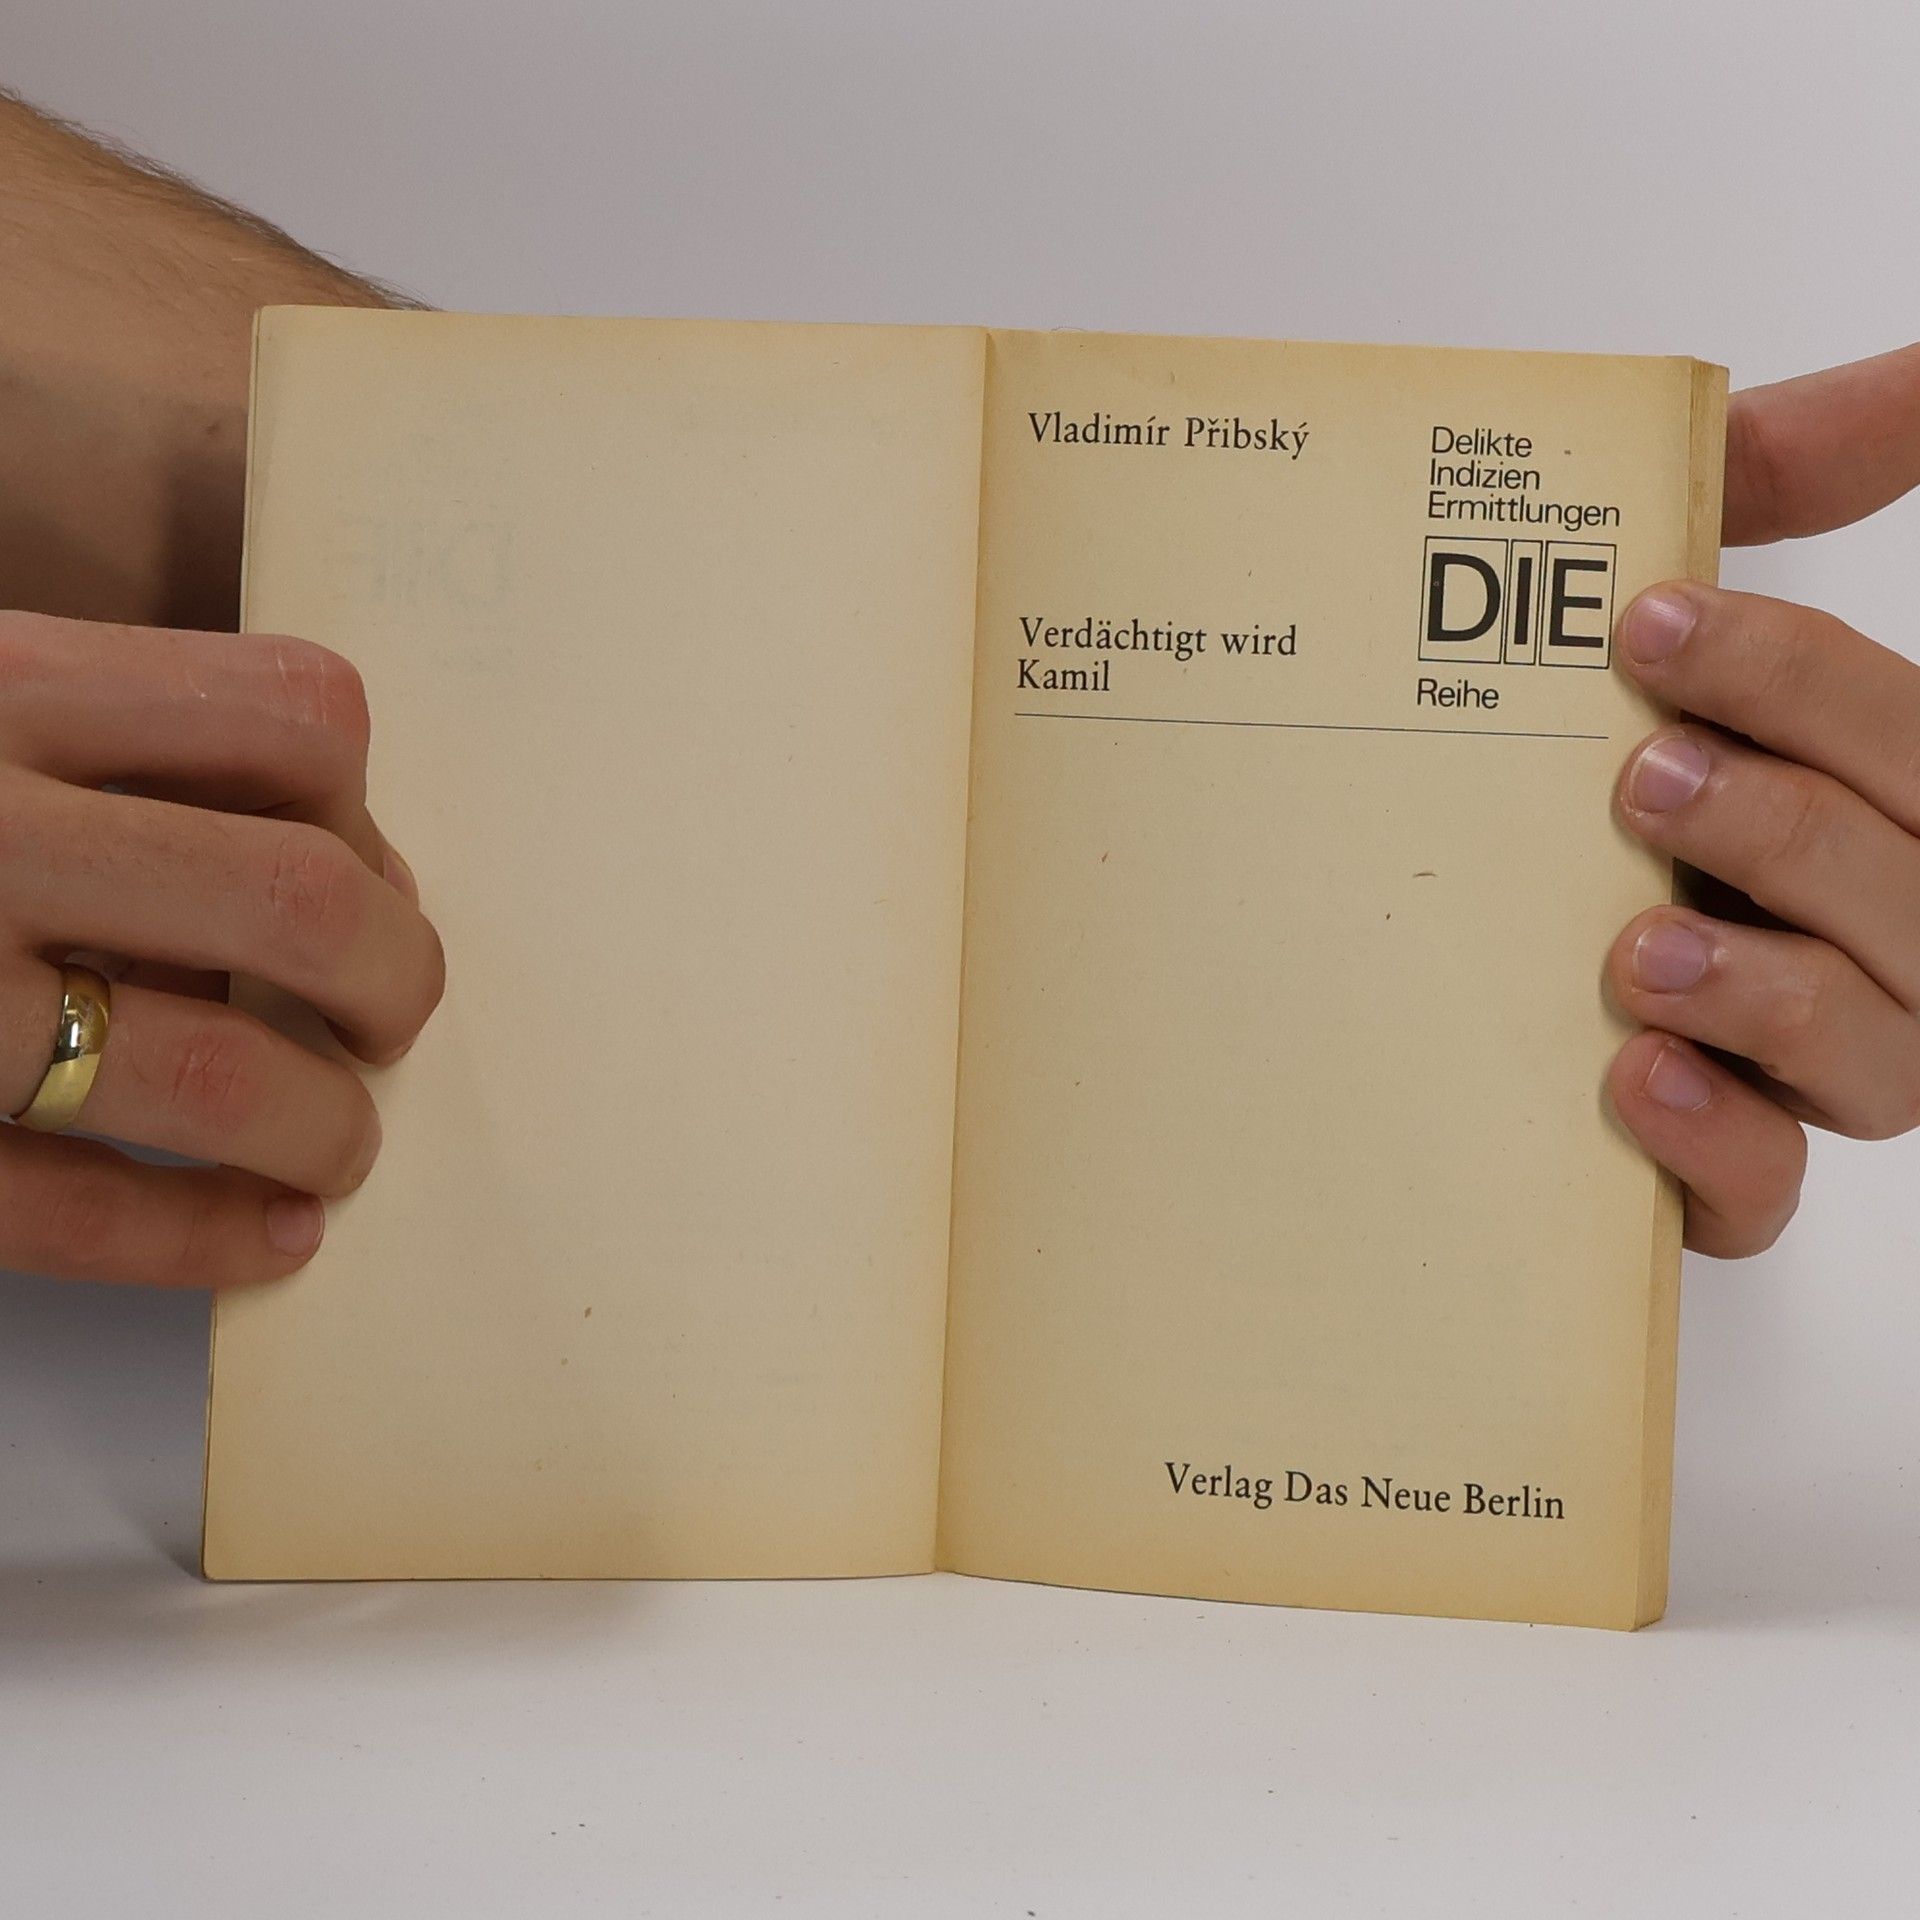 Vladimír Přibský
Verdächtigt wird
Kamil
Delikte
Indizien
Ermittlungen
DIE
Reihe
Verlag Das Neue Berlin